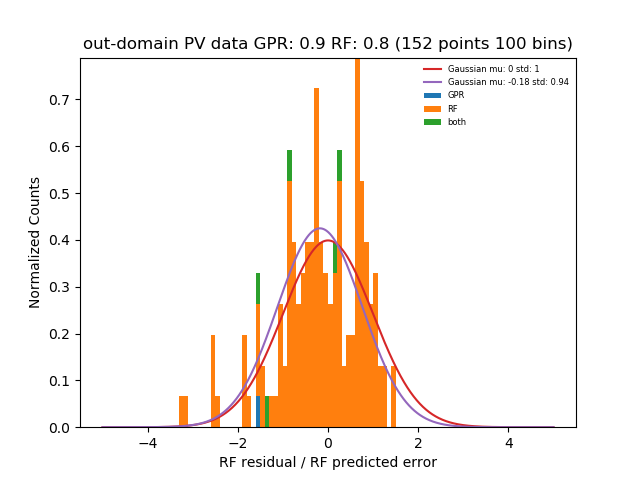 out-domain PV data GPR: 0.9 RF: 0.8 (152 points 100 bins)
Gaussian mu: 0 std: 1
Gaussian mu: -0.18 std: 0.94
GPR
RF
both
Normalized Counts
0.7
0.6
0.5
0.4
0.3
0.2
0.1
0.0
−4
−2
0
2
4
RF residual / RF predicted error